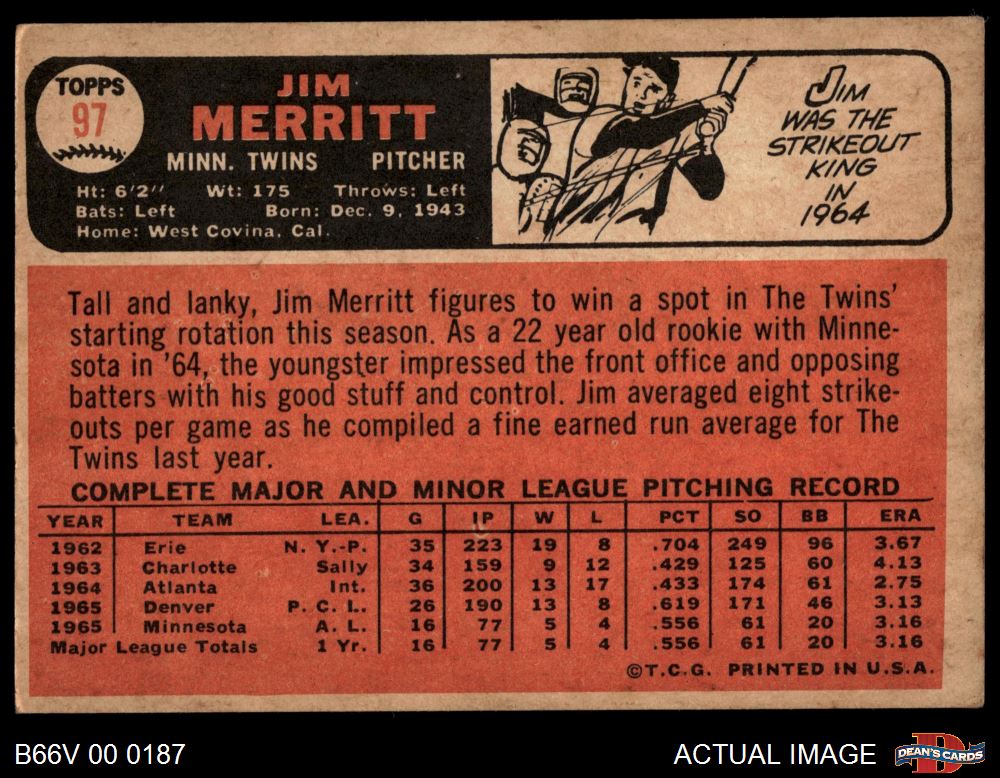 TOPPS
97
JIM
MERRITT
MINN. TWINS PITCHER
Ht: 6'2" Wt: 175 Throws: Left
Bats: Left Born: Dec. 9, 1943
Home: West Covina, Cal.
JIM
WAS THE
STRIKEOUT
KING
IN
1964
Tall and lanky, Jim Merritt figures to win a spot in The Twins'
starting rotation this season. As a 22 year old rookie with Minne-
sota in '64, the youngster impressed the front office and opposing
batters with his good stuff and control. Jim averaged eight strike-
outs per game as he compiled a fine earned run average for The
Twins last year.
COMPLETE MAJOR AND MINOR LEAGUE PITCHING RECORD
YEAR TEAM LEA. G IP W L PCT SO BB ERA
1962 Erie N. Y.-P. 35 223 19 8 .704 249 96 3.67
1963 Charlotte Sally 34 159 9 12 .429 125 60 4.13
1964 Atlanta Int. 36 200 13 17 .433 174 61 2.75
1965 Denver P. C. L. 26 190 13 8 .619 171 46 3.13
1965 Minnesota A. L. 16 77 5 4 .556 61 20 3.16
Major League Totals 1 Yr. 16 77 5 4 .556 61 20 3.16
©T.C.G. PRINTED IN U.S.A.
B66V 00 0187
ACTUAL IMAGE
D
DEAN'S CARDS